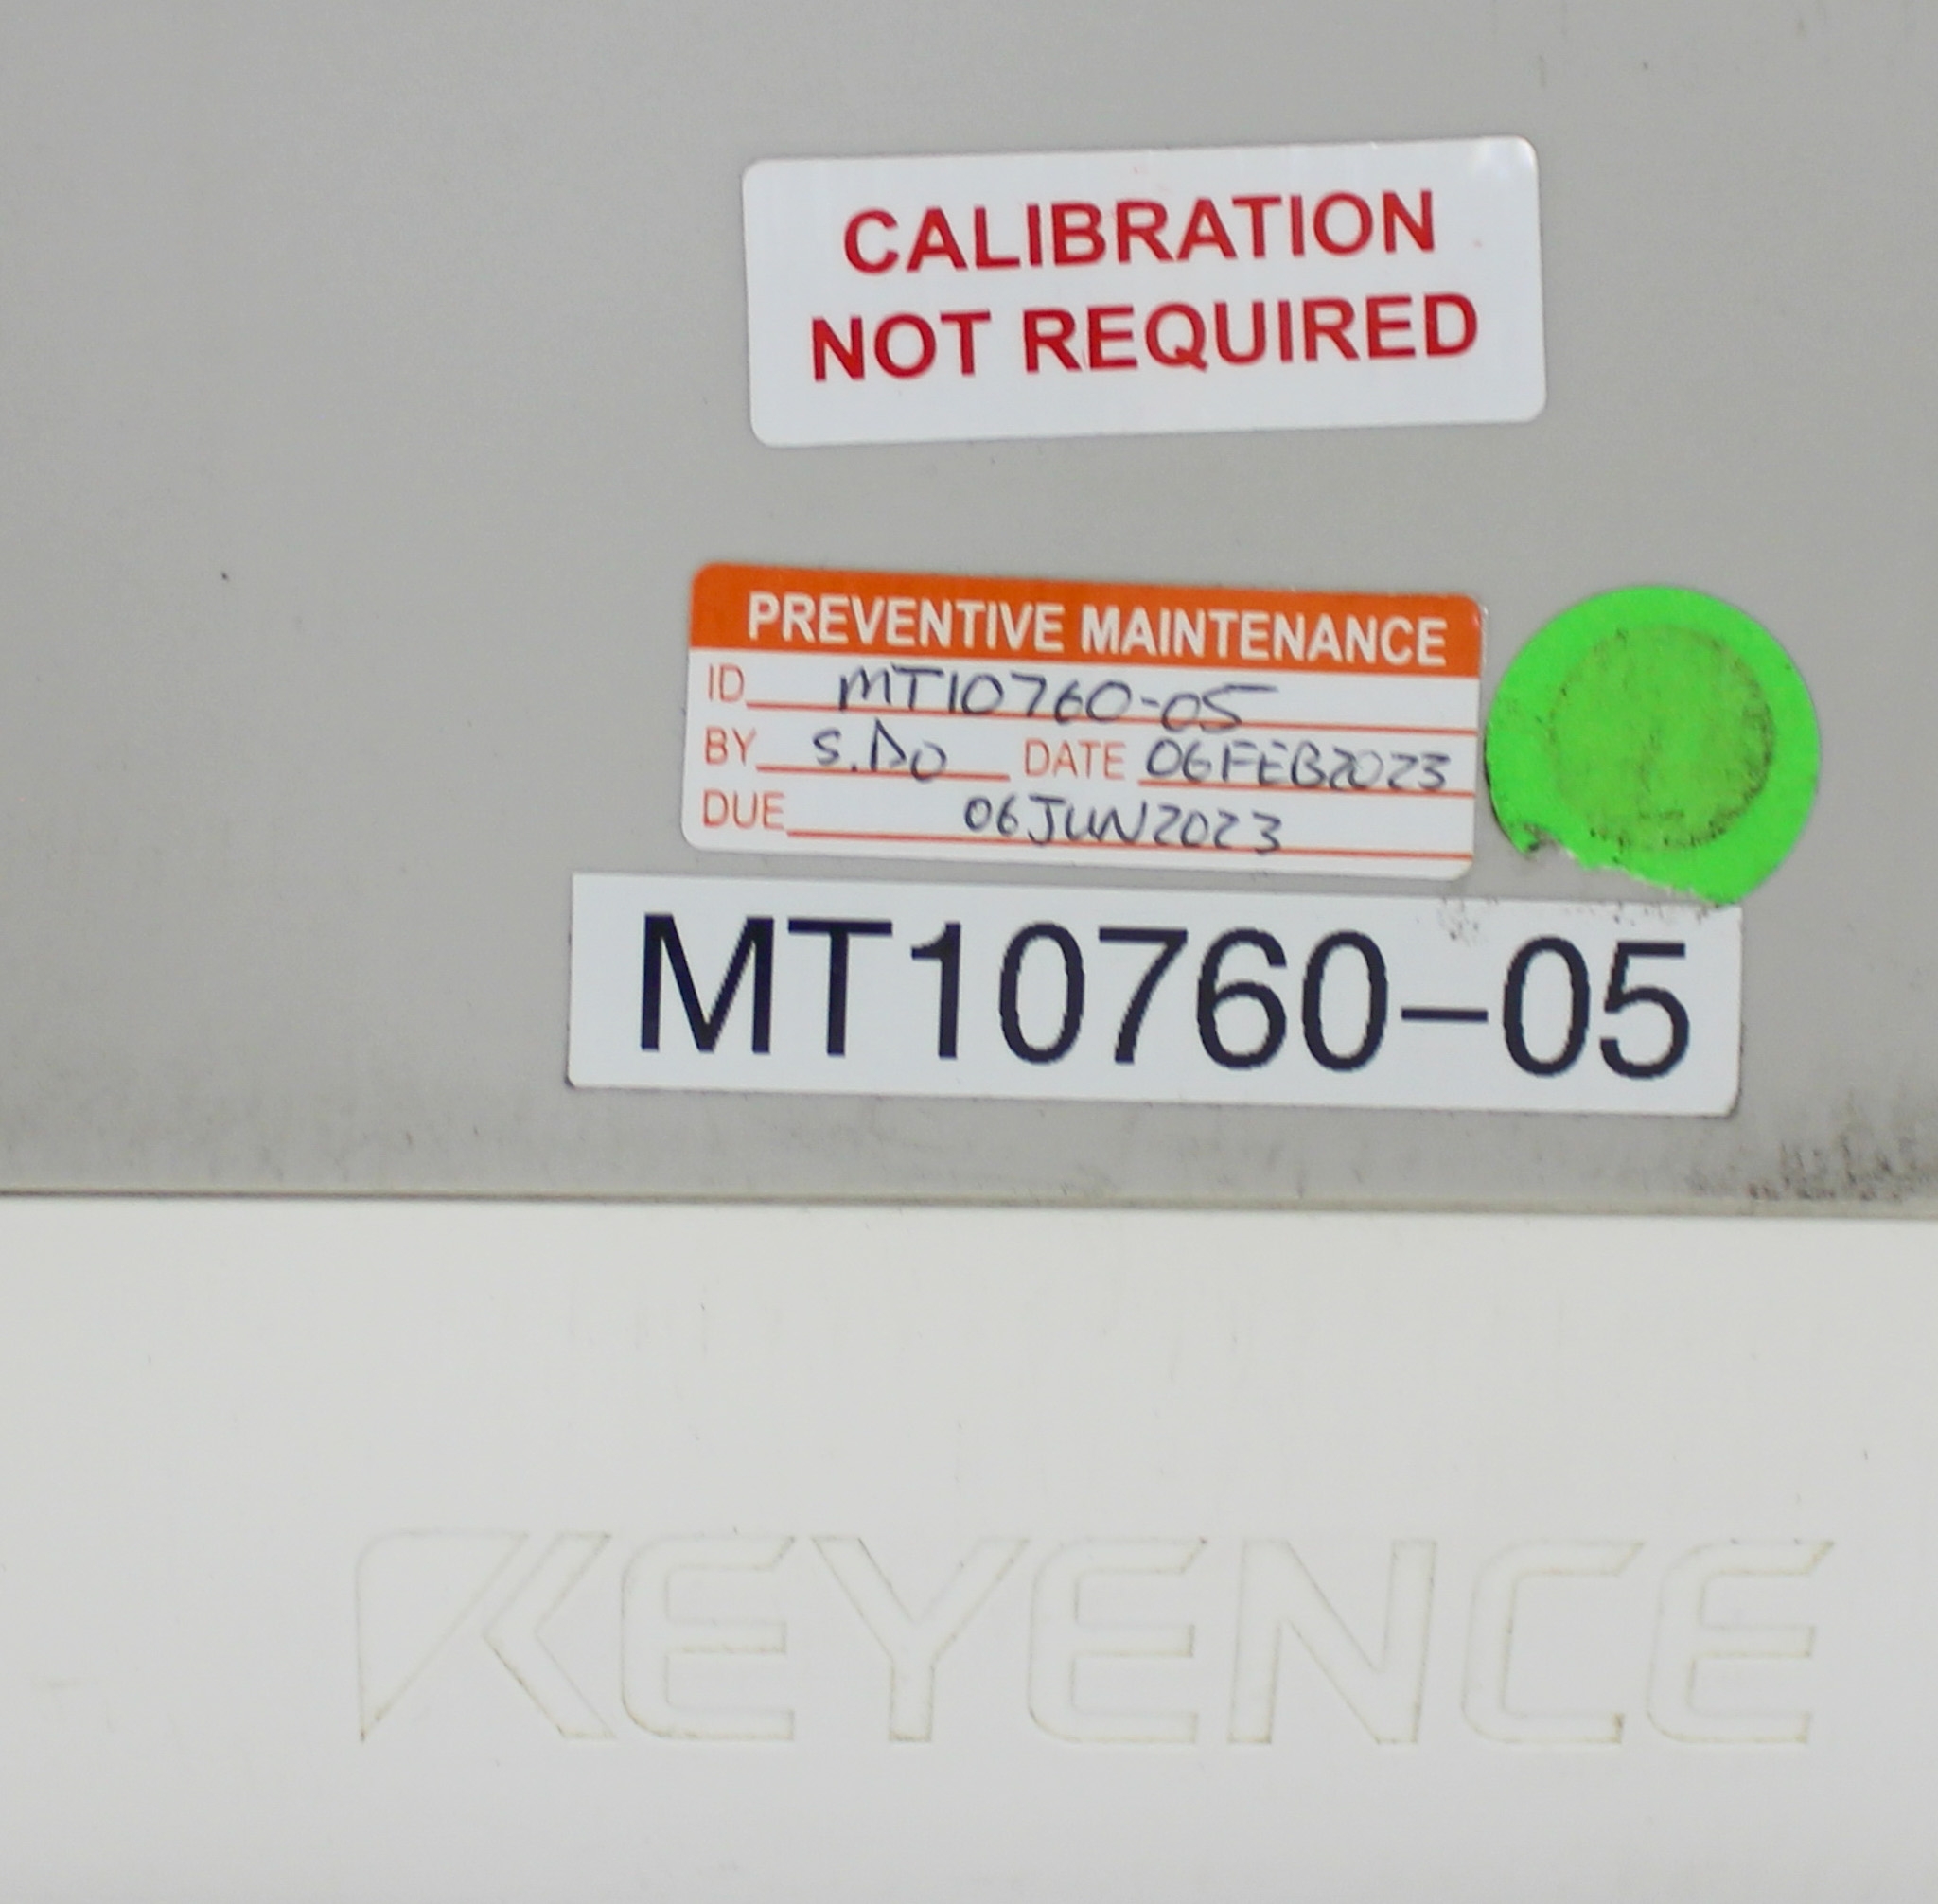 CALIBRATION
NOT REQUIRED
PREVENTIVE MAINTENANCE
ID MT10760-05
BY S.DO DATE 06FEB2023
DUE 06JUN2023
MT10760-05
KEYENCE